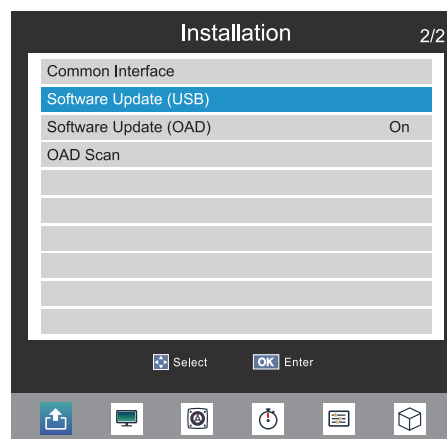 Installation 2/2
Common Interface
Software Update (USB)
Software Update (OAD) On
OAD Scan
Select OK Enter